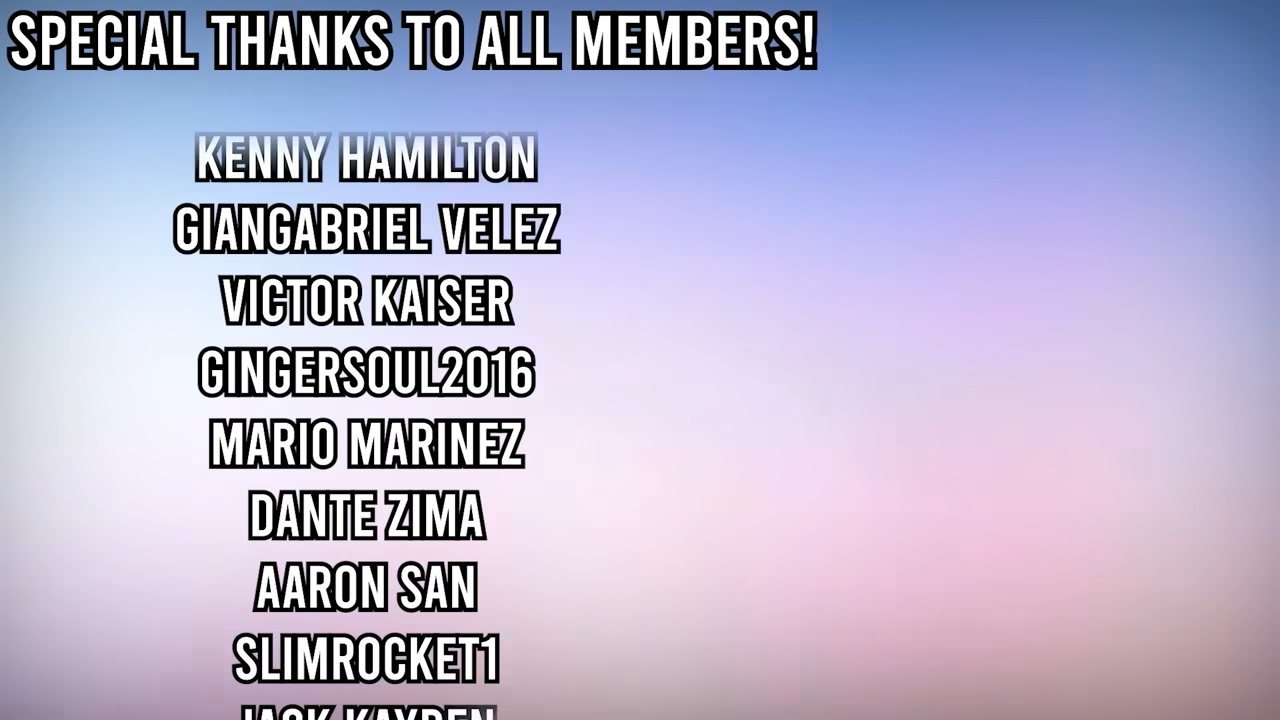 SPECIAL THANKS TO ALL MEMBERS!
KENNY HAMILTON
GIANGABRIEL VELEZ
VICTOR KAISER
GINGERSOUL2016
MARIO MARINEZ
DANTE ZIMA
AARON SAN
SLIMROCKET1
JACK